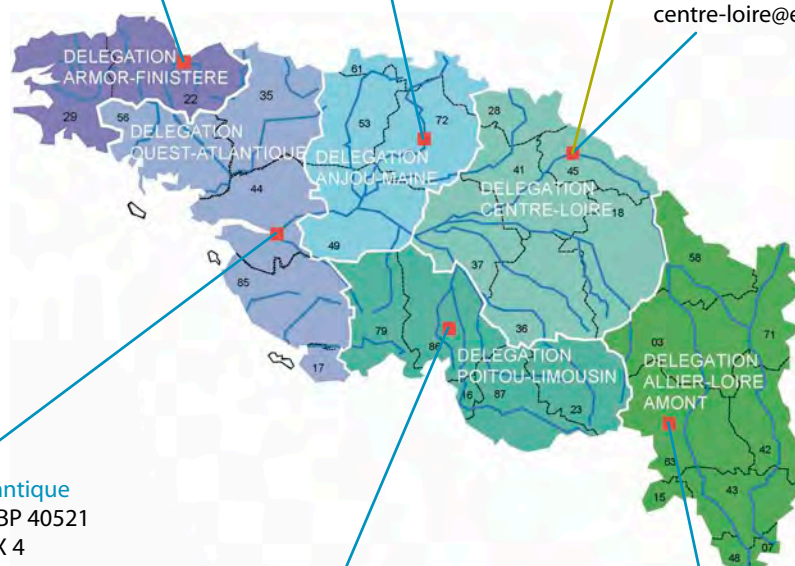 centre-loire@e
DELEGATION
ARMOR-FINISTERE
22
29
56
35
DELEGATION
OUEST-ATLANTIQUE
44
85
17
61
53
72
DELEGATION
ANJOU-MAINE
49
28
41
45
18
DELEGATION
CENTRE-LOIRE
37
36
79
86
DELEGATION
POITOU-LIMOUSIN
16
87
23
58
71
03
DELEGATION
ALLIER-LOIRE
AMONT
42
63
43
15
48
07
antique
BP 40521
X 4